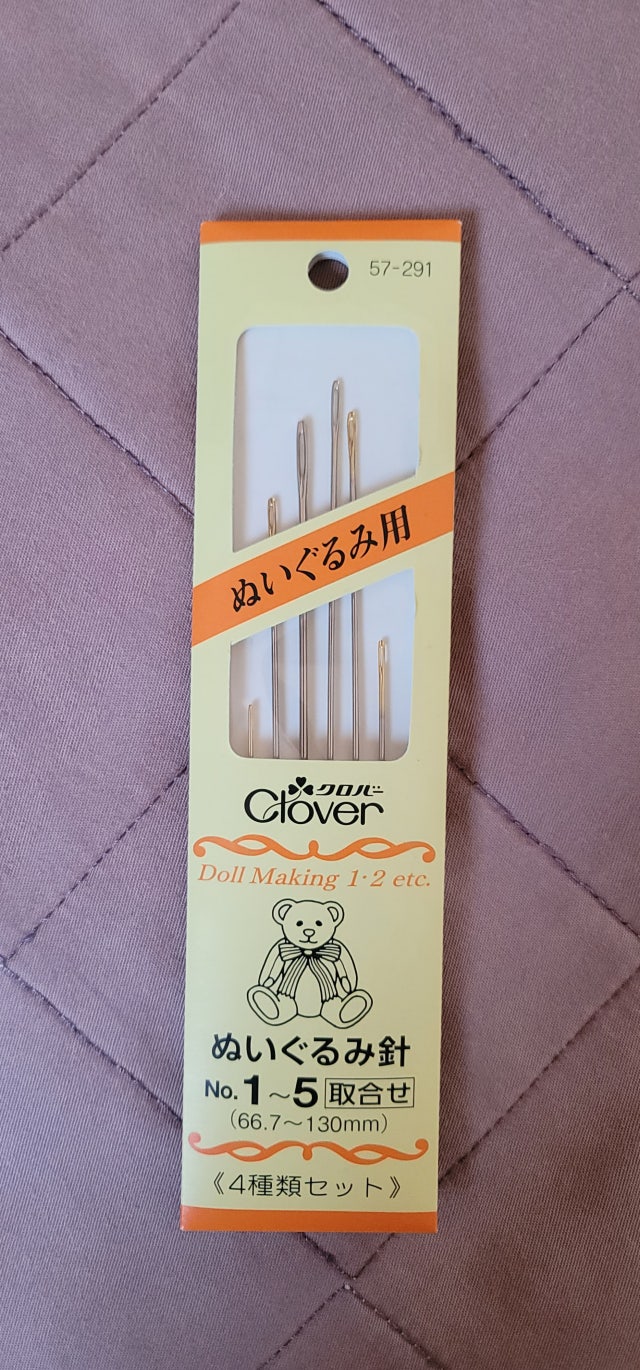 57-291
ぬいぐるみ用
クロバー
Clover
Doll Making 1・2 etc.
ぬいぐるみ針
No.1～5 取合せ
(66.7～130mm)
《4種類セット》